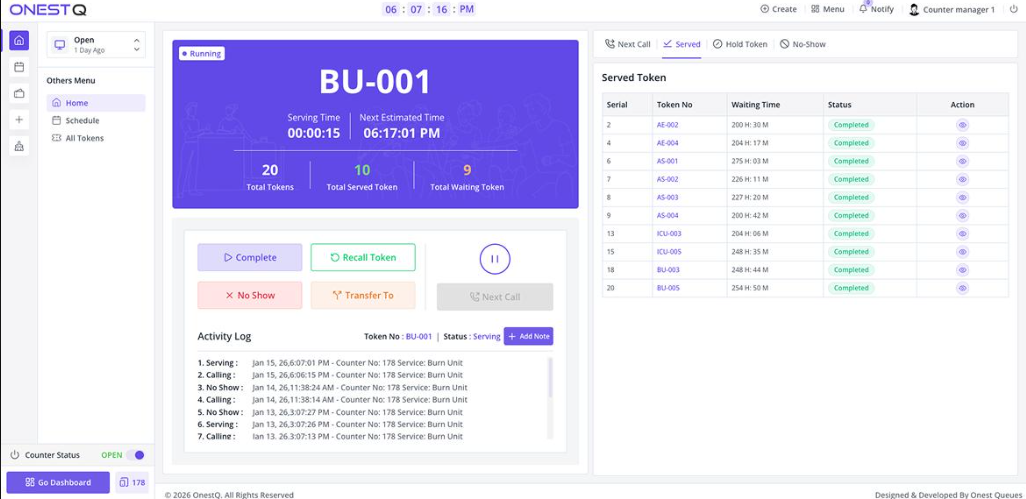 ONESTQ
06 : 07 : 16 : PM
Create
Menu
Notify
Counter manager 1
Open
1 Day Ago
Others Menu
Home
Schedule
All Tokens
Counter Status OPEN
Go Dashboard 178
Running
BU-001
Serving Time Next Estimated Time
00:00:15 06:17:01 PM
20 10 9
Total Tokens Total Served Token Total Waiting Token
Complete Recall Token
No Show Transfer To Next Call
Activity Log Token No : BU-001 | Status : Serving + Add Note
1. Serving : Jan 15, 26,6:07:01 PM - Counter No: 178 Service: Burn Unit
2. Calling : Jan 15, 26,6:06:15 PM - Counter No: 178 Service: Burn Unit
3. No Show : Jan 14, 26,11:38:24 AM - Counter No: 178 Service: Burn Unit
4. Calling : Jan 14, 26,11:38:14 AM - Counter No: 178 Service: Burn Unit
5. No Show : Jan 13, 26,3:07:27 PM - Counter No: 178 Service: Burn Unit
6. Serving : Jan 13, 26,3:07:26 PM - Counter No: 178 Service: Burn Unit
7. Calling : Jan 13, 26,3:07:13 PM - Counter No: 178 Service: Burn Unit
Next Call Served Hold Token No-Show
Served Token
Serial Token No Waiting Time Status Action
2 AE-002 200 H: 30 M Completed
4 AE-004 204 H: 17 M Completed
6 AS-001 275 H: 03 M Completed
7 AS-002 226 H: 11 M Completed
8 AS-003 227 H: 20 M Completed
9 AS-004 200 H: 42 M Completed
13 ICU-003 204 H: 06 M Completed
15 ICU-005 248 H: 35 M Completed
18 BU-003 248 H: 44 M Completed
20 BU-005 254 H: 50 M Completed
© 2026 OnestQ. All Rights Reserved
Designed & Developed By Onest Queues